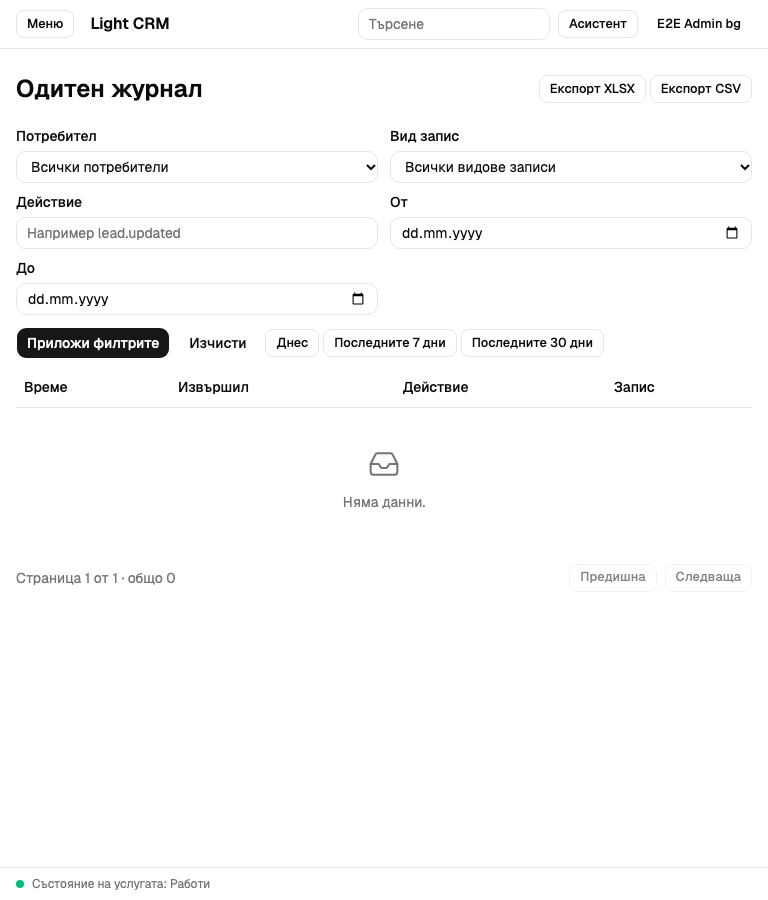 Меню Light CRM Търсене Асистент E2E Admin bg
Одитен журнал Експорт XLSX Експорт CSV
Потребител Вид запис
Всички потребители Всички видове записи
Действие От
Например lead.updated dd.mm.yyyy
До
dd.mm.yyyy
Приложи филтрите Изчисти Днес Последните 7 дни Последните 30 дни
Време Извършил Действие Запис
Няма данни.
Страница 1 от 1 · общо 0 Предишна Следваща
Състояние на услугата: Работи